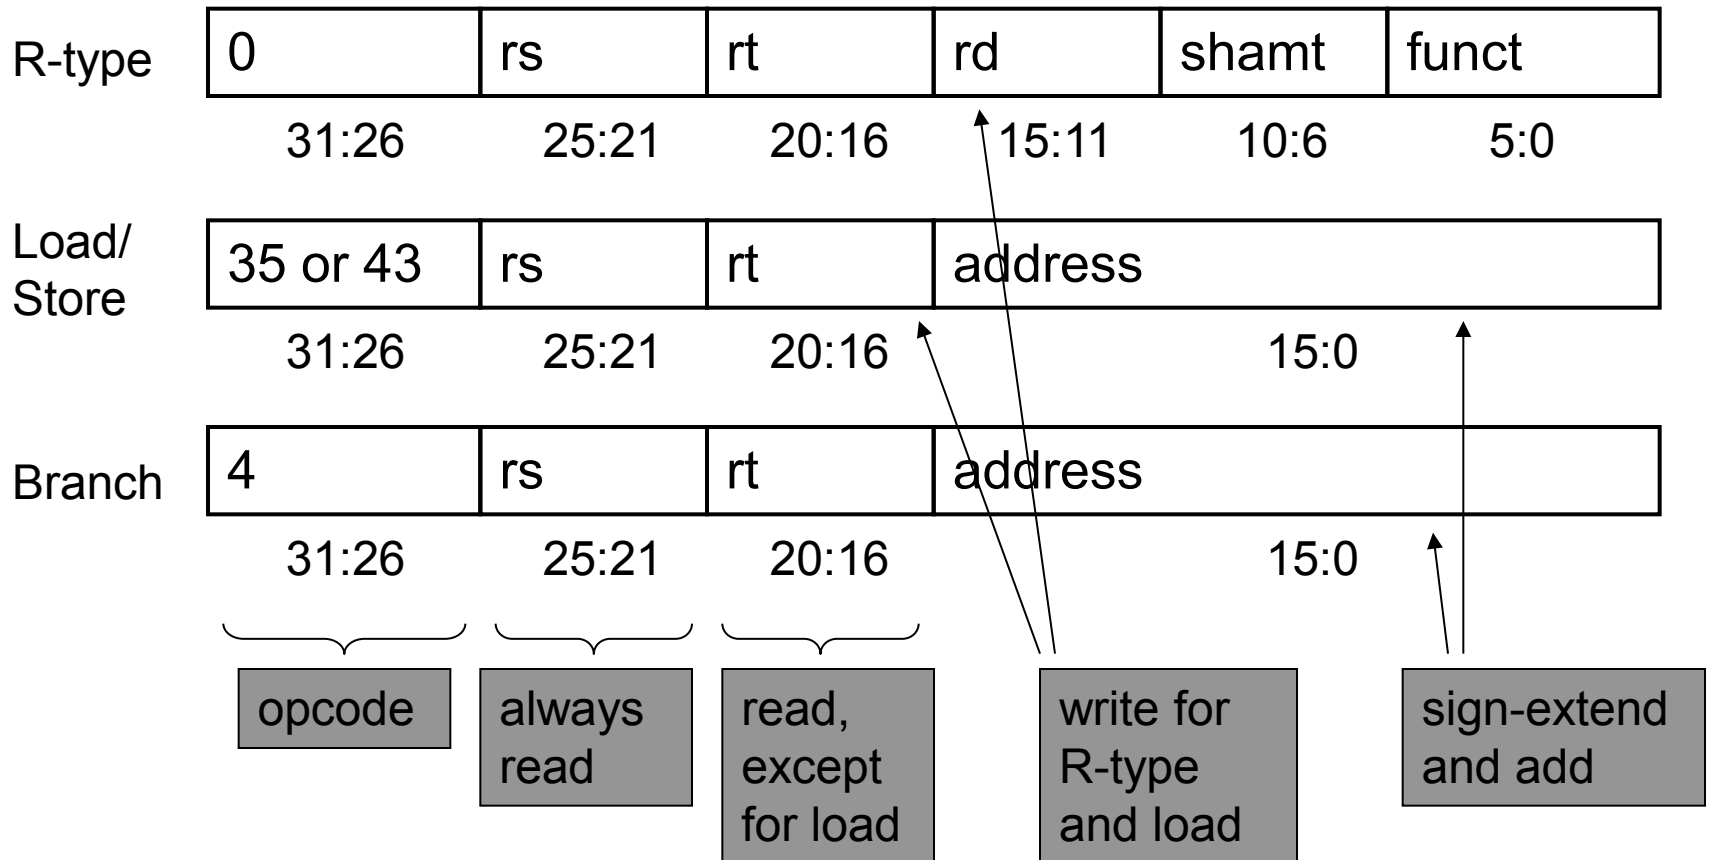 R-type 0 rs rt rd shamt funct
31:26 25:21 20:16 15:11 10:6 5:0
Load/
Store
35 or 43 rs rt address
31:26 25:21 20:16 15:0
Branch 4 rs rt address
31:26 25:21 20:16 15:0
opcode
always
read
read,
except
for load
write for
R-type
and load
sign-extend
and add